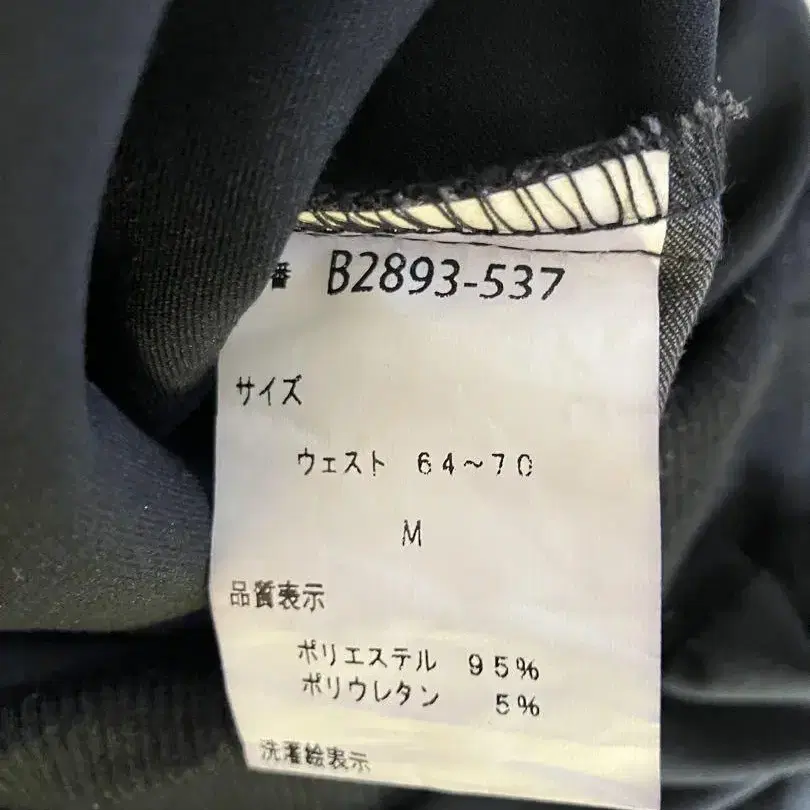 番 B2893-537
サイズ
ウェスト 64~70
M
品質表示
ポリエステル 95%
ポリウレタン 5%
洗濯絵表示